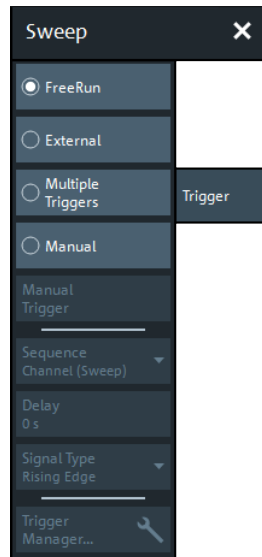 Sweep
FreeRun
External
Multiple
Triggers
Trigger
Manual
Manual
Trigger
Sequence
Channel (Sweep)
Delay
0 s
Signal Type
Rising Edge
Trigger
Manager...